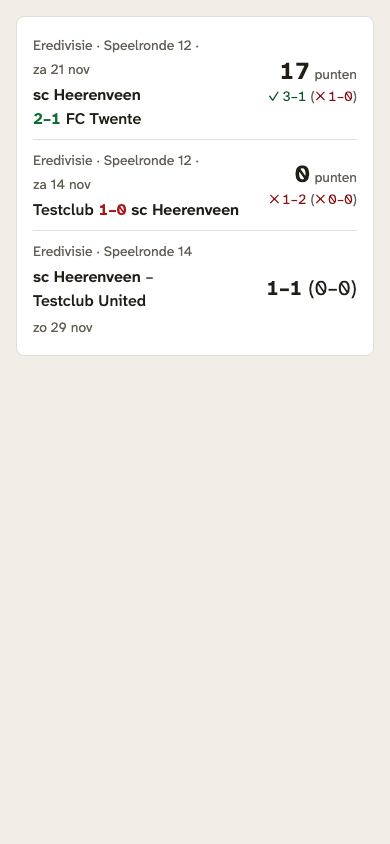 Eredivisie · Speelronde 12 ·
za 21 nov
sc Heerenveen
2–1 FC Twente
17 punten
✓ 3–1 (✕ 1–0)
Eredivisie · Speelronde 12 ·
za 14 nov
Testclub 1–0 sc Heerenveen
0 punten
✕ 1–2 (✕ 0–0)
Eredivisie · Speelronde 14
sc Heerenveen –
Testclub United
zo 29 nov
1–1 (0–0)